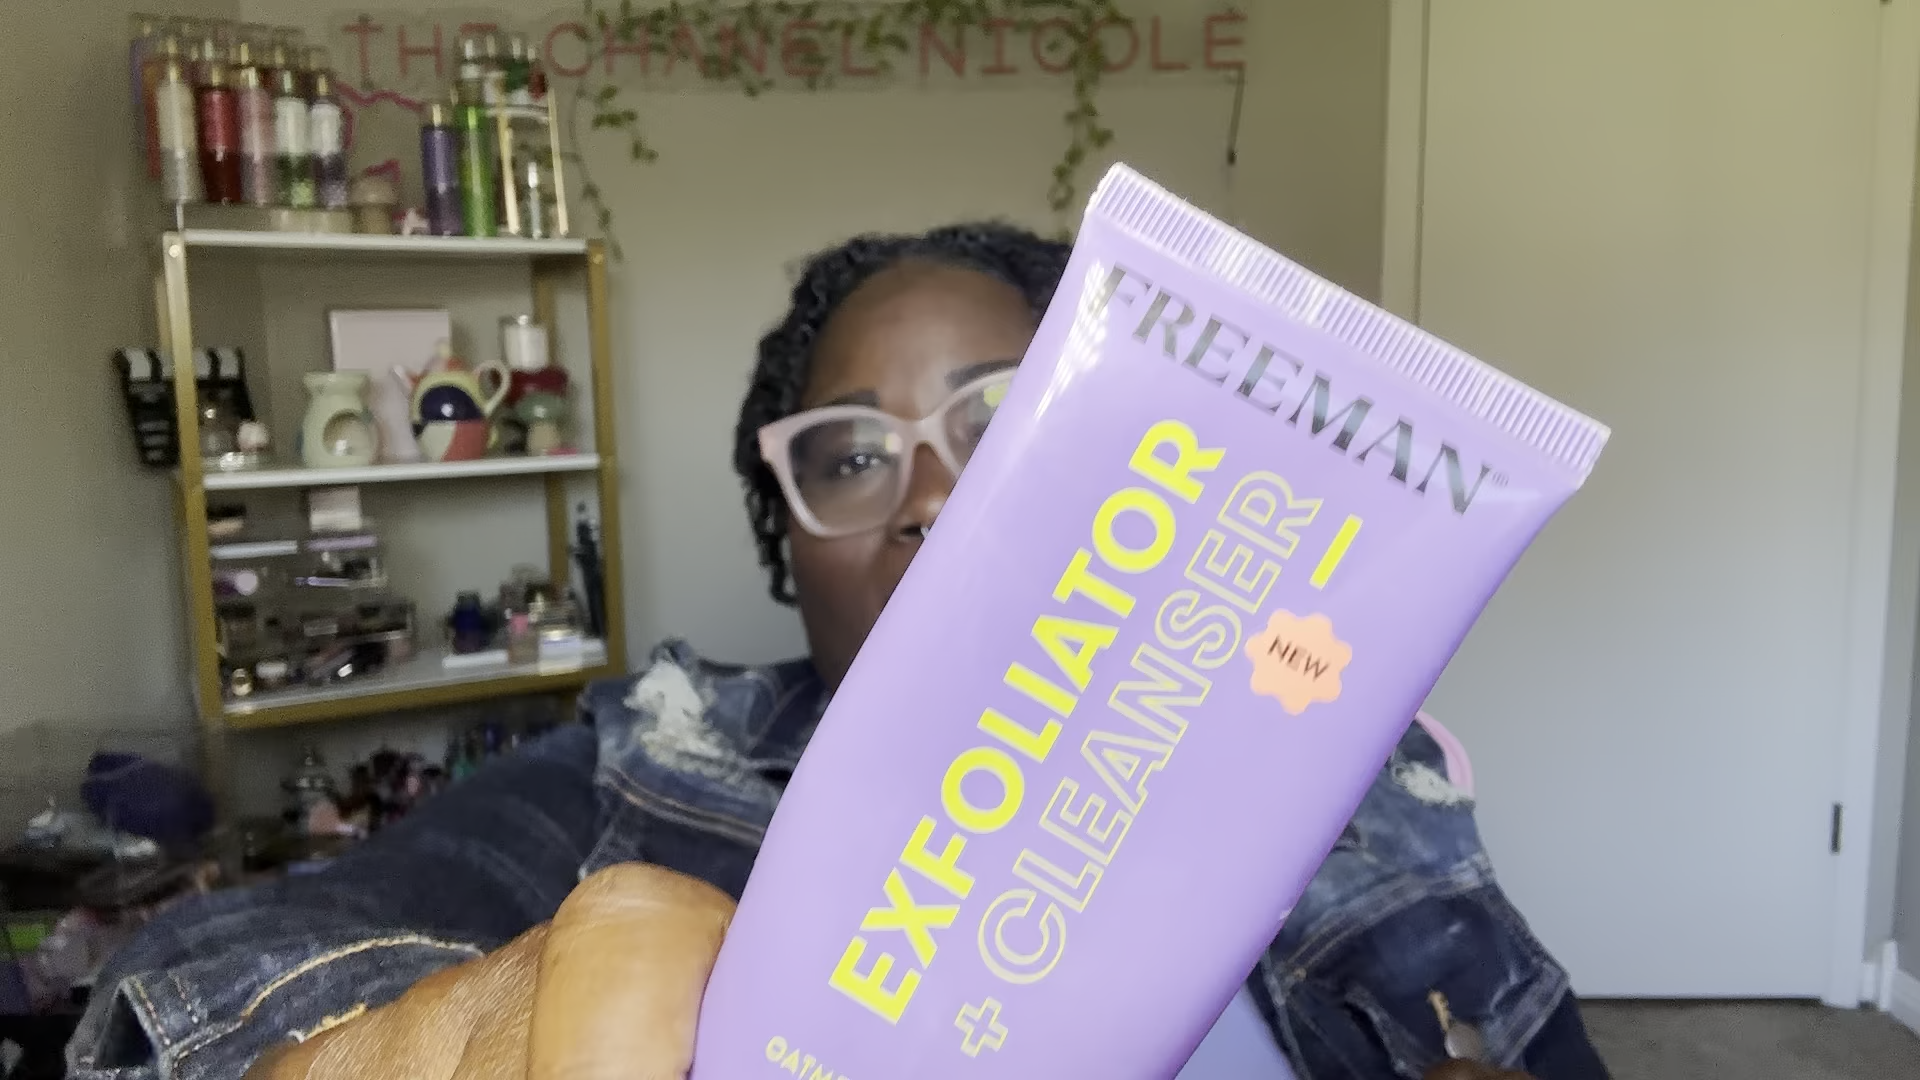 THE CHANEL NICOLE
FREEMAN
EXFOLIATOR
+ CLEANSER
NEW